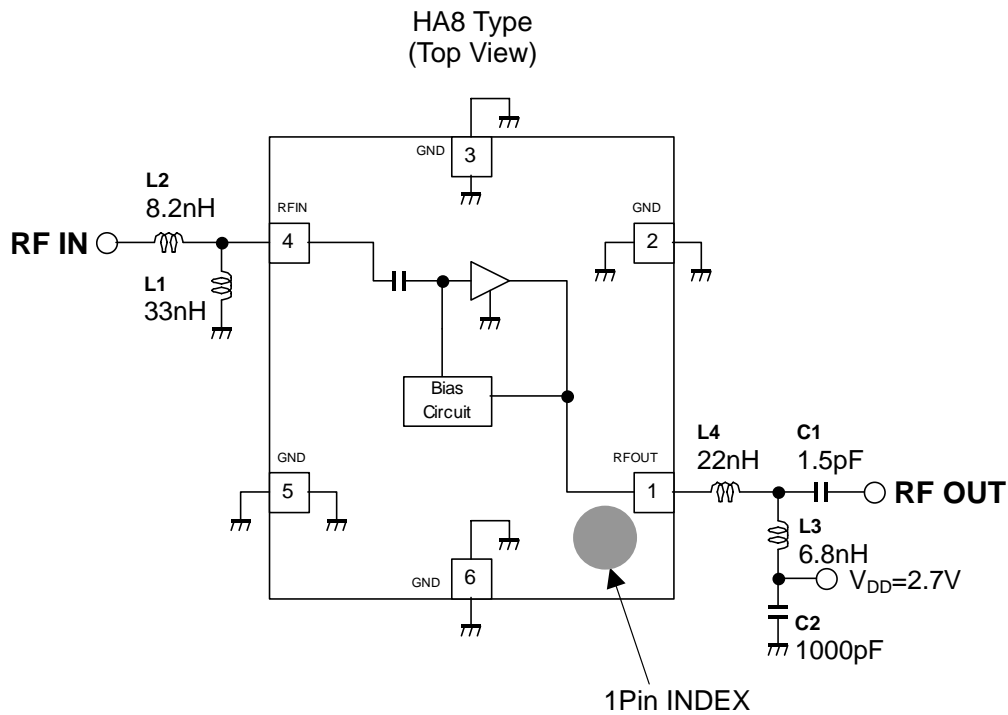 HA8 Type
(Top View)
GND
3
L2
8.2nH
RFIN
GND
RF IN
4
2
L1
33nH
Bias
Circuit
L4
22nH
C1
1.5pF
GND
RFOUT
5
1
RF OUT
L3
6.8nH
GND
6
VDD=2.7V
C2
1000pF
1Pin INDEX